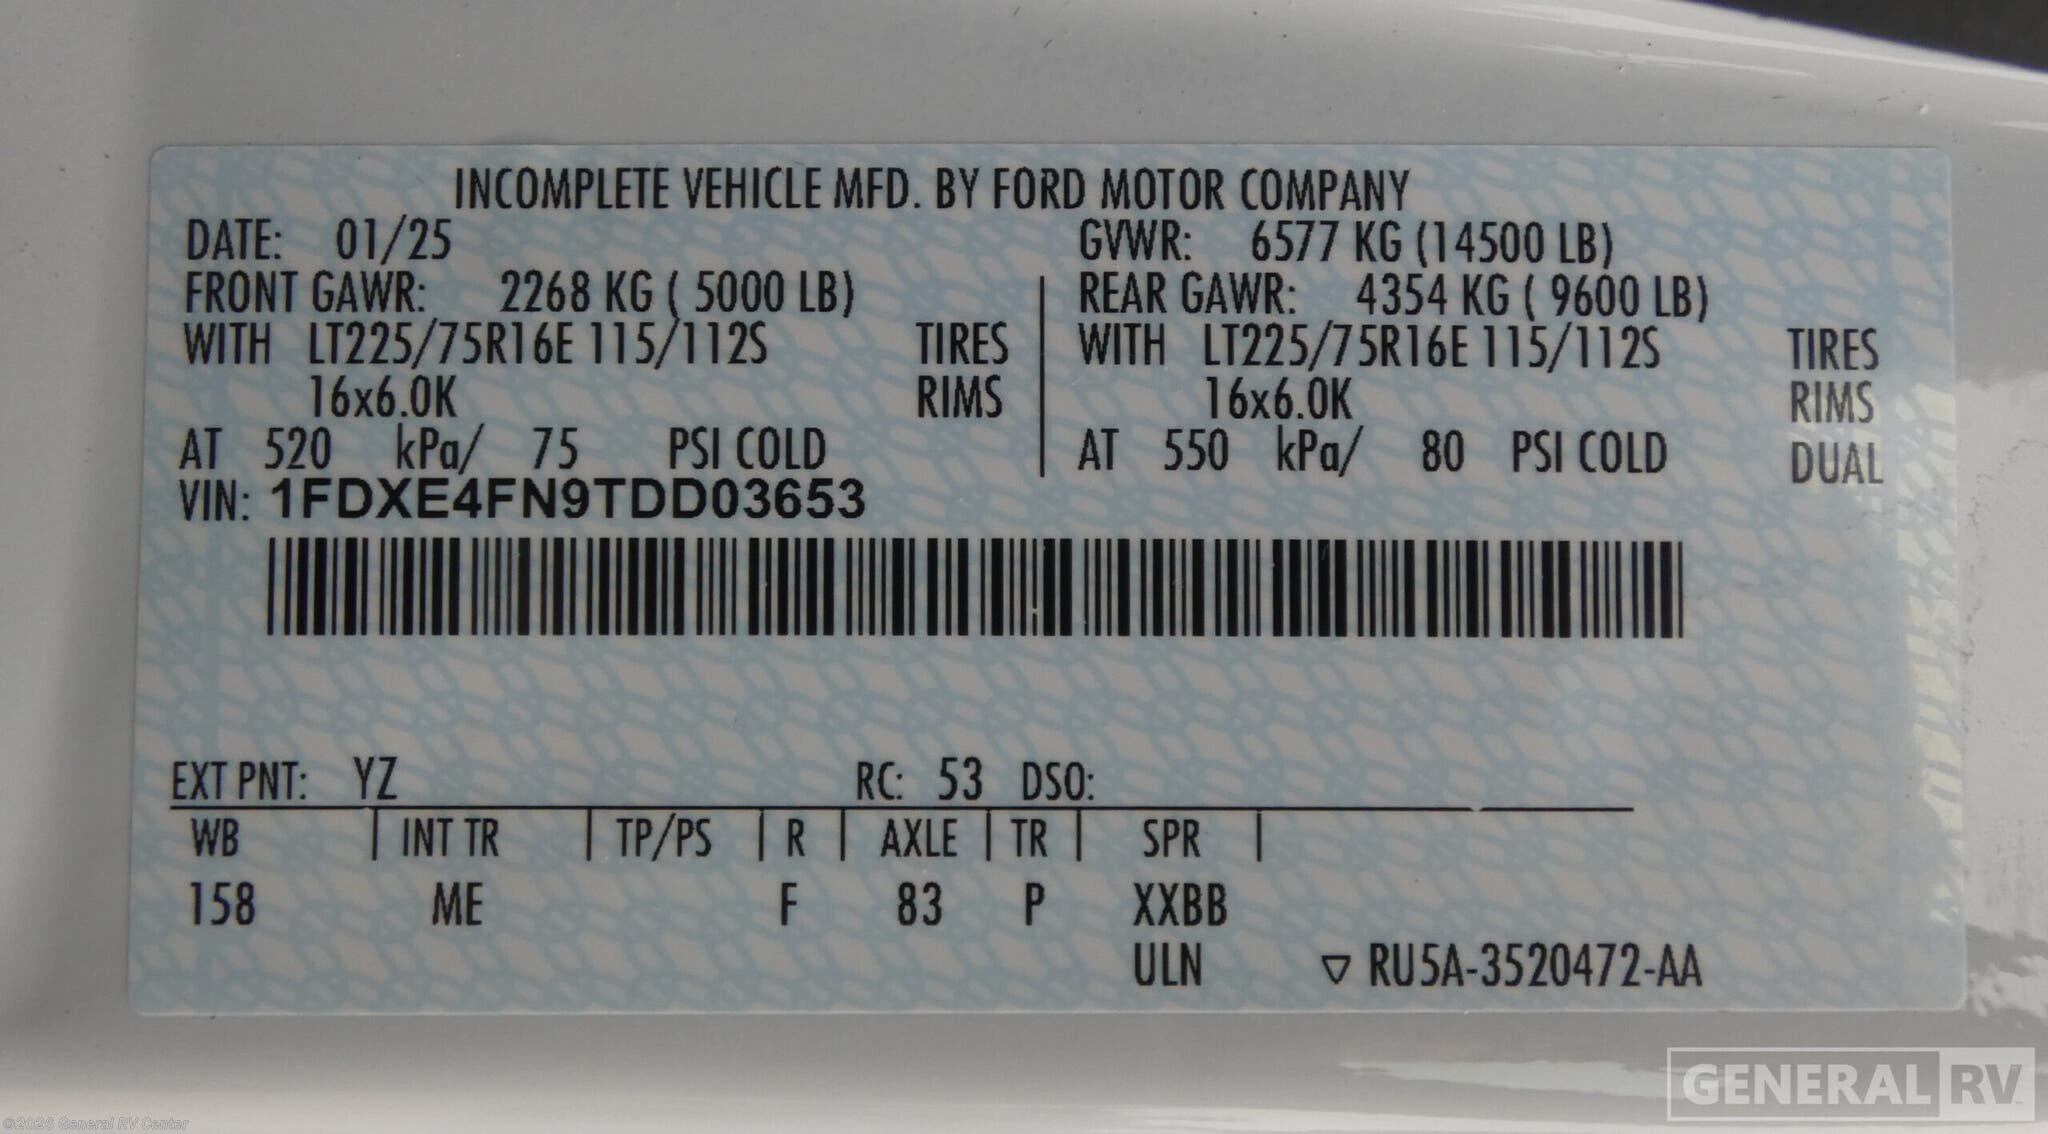 INCOMPLETE VEHICLE MFD. BY FORD MOTOR COMPANY
DATE: 01/25 GVWR: 6577 KG (14500 LB)
FRONT GAWR: 2268 KG ( 5000 LB) REAR GAWR: 4354 KG ( 9600 LB)
WITH LT225/75R16E 115/112S TIRES WITH LT225/75R16E 115/112S TIRES
16x6.0K RIMS 16x6.0K RIMS
AT 520 kPa/ 75 PSI COLD AT 550 kPa/ 80 PSI COLD DUAL
VIN: 1FDXE4FN9TDD03653
EXT PNT: YZ RC: 53 DSO:
WB | INT TR | TP/PS | R | AXLE | TR | SPR |
158 ME F 83 P XXBB
ULN ▽ RU5A-3520472-AA
GENERAL RV
©2026 General RV Center